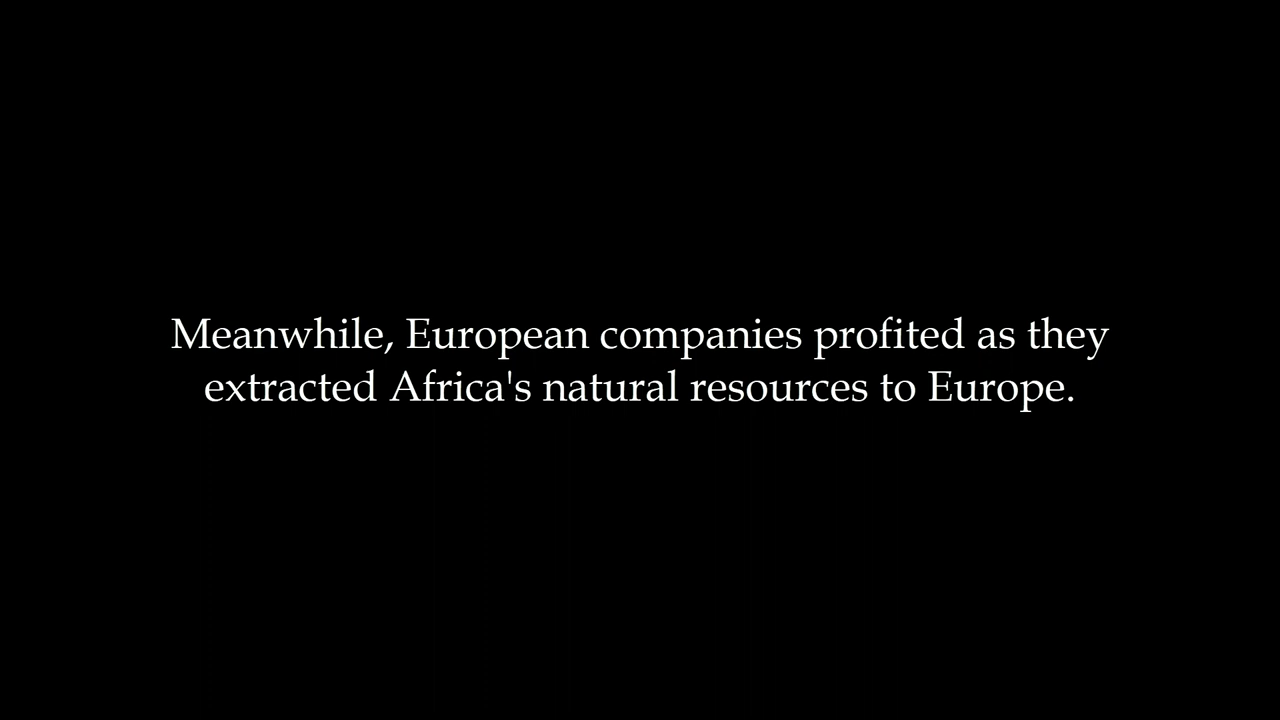 Meanwhile, European companies profited as they
extracted Africa's natural resources to Europe.